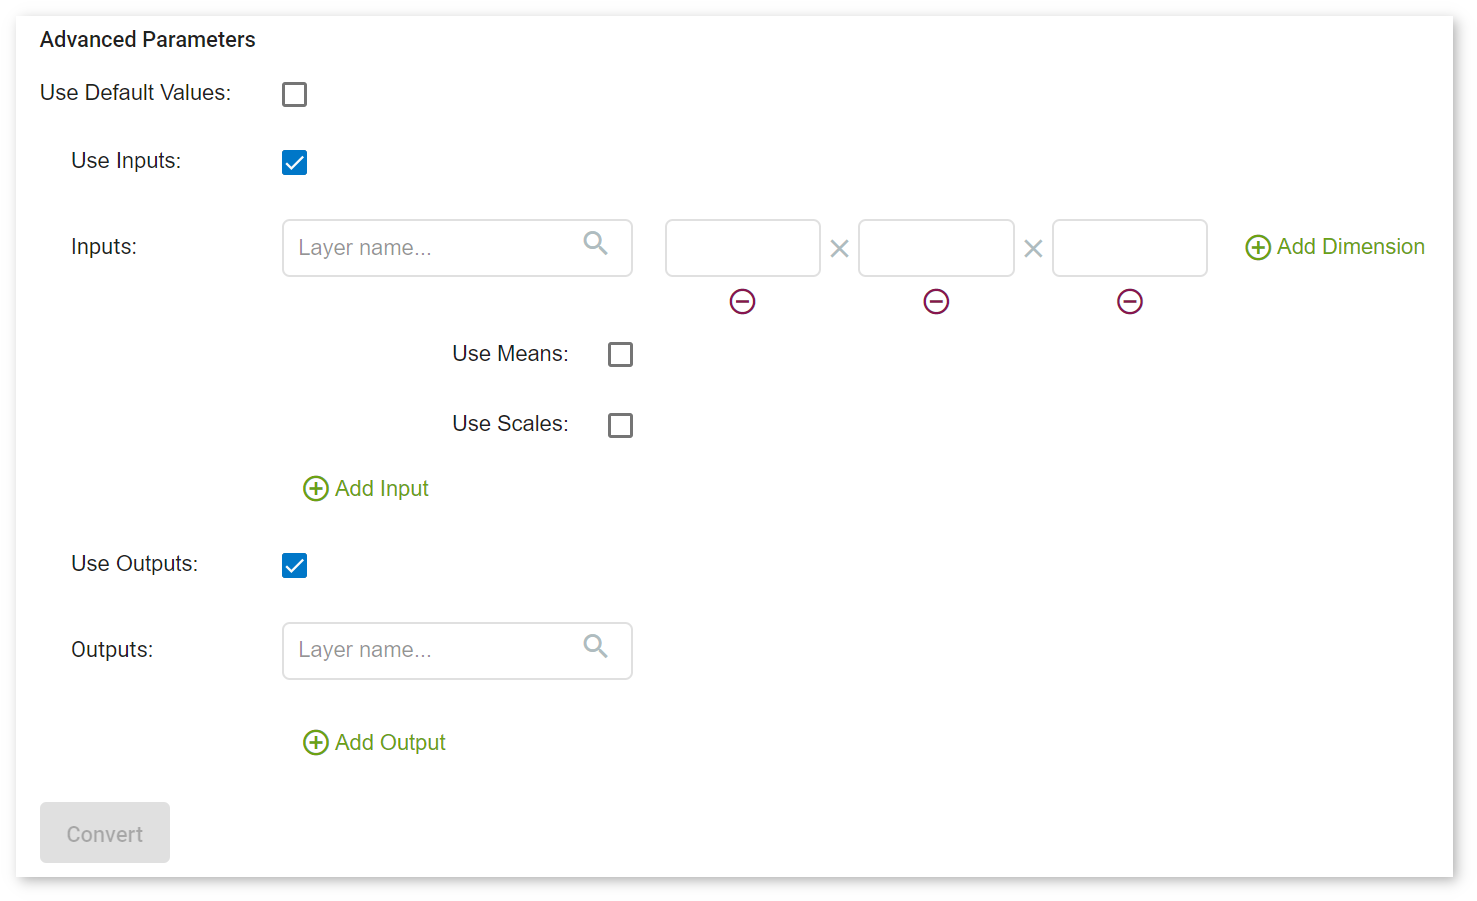 Advanced Parameters
Use Default Values:
Use Inputs:
Inputs: Layer name... × × Add Dimension
Use Means:
Use Scales:
Add Input
Use Outputs:
Outputs: Layer name...
Add Output
Convert